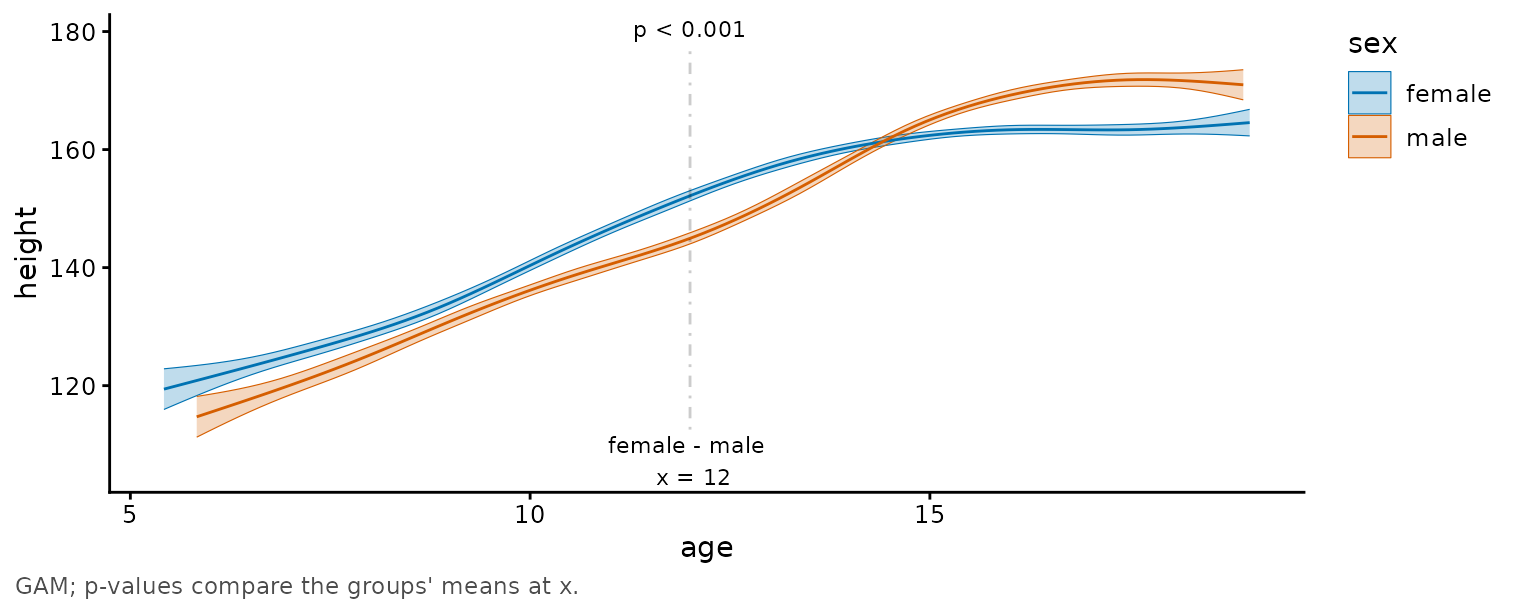 180
160
140
120
height
p < 0.001
female - male
x = 12
5
10
15
age
sex
female
male
GAM; p-values compare the groups' means at x.